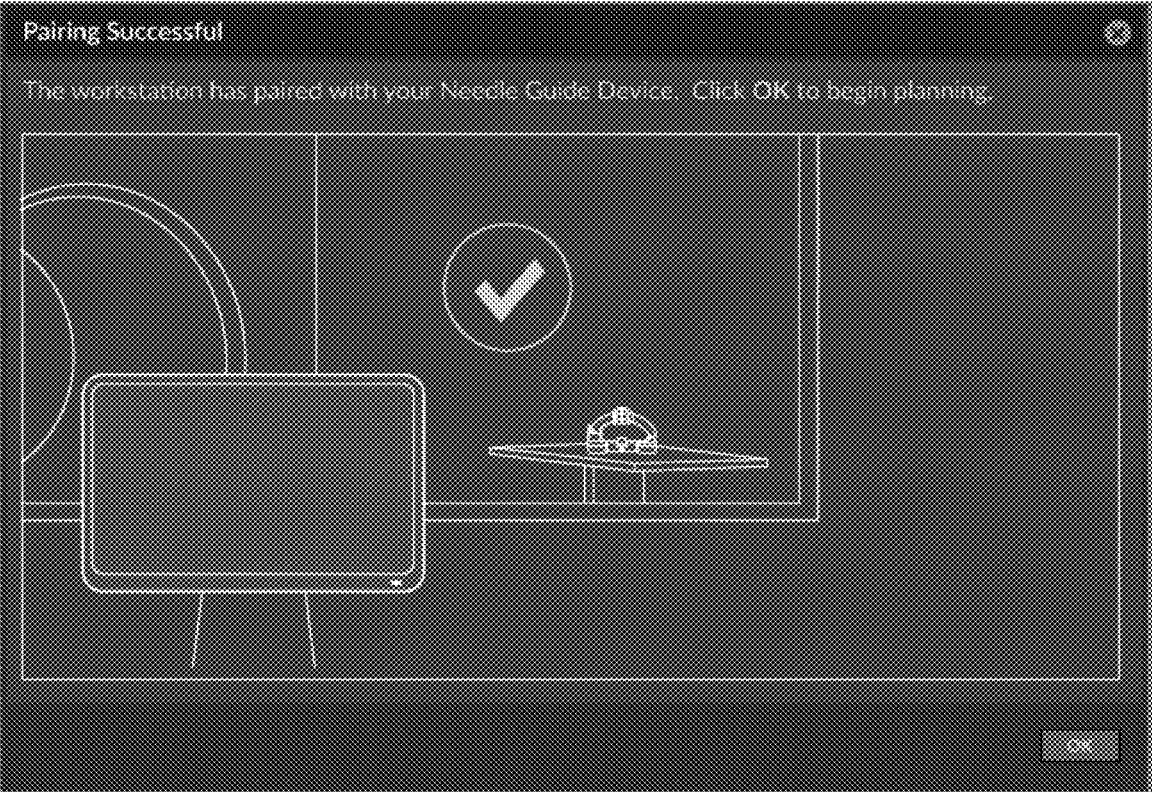 Pairing Successful
The workstation has paired with your Needle Guide Device. Click OK to begin planning.
OK